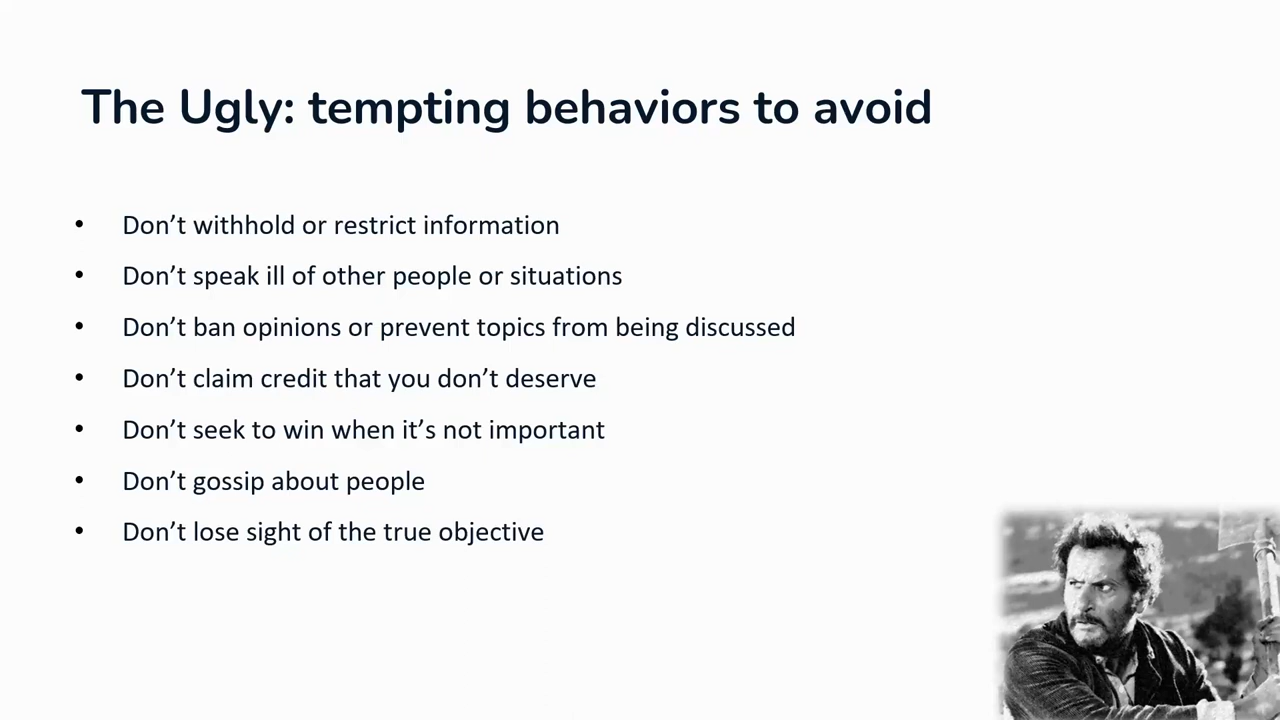 The Ugly: tempting behaviors to avoid
• Don’t withhold or restrict information
• Don’t speak ill of other people or situations
• Don’t ban opinions or prevent topics from being discussed
• Don’t claim credit that you don’t deserve
• Don’t seek to win when it’s not important
• Don’t gossip about people
• Don’t lose sight of the true objective